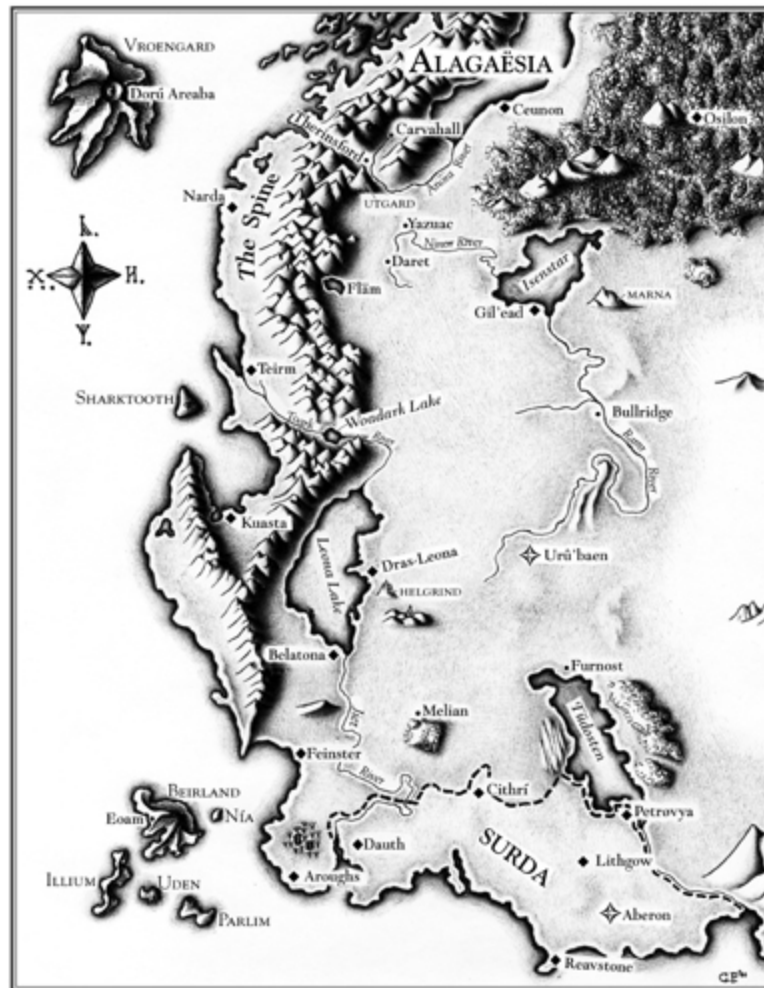 VROENGARD
ALAGAËSIA
Dorú Areaba
Ceunon
Osilon
Therinsford
Carvahall
Anora River
Narda
The Spine
UTGARD
Yazuac
Ninor River
Daret
Isenstar
Fläm
MARNA
Gil'ead
Teirm
SHARKTOOTH
Toark River
Woadark Lake
Bullridge
Ramr River
Kuasta
Leona Lake
Dras-Leona
Urû'baen
HELGRIND
Belatona
Furnost
Melian
Tüdosten
Jiet River
Feinster
BEIRLAND
Eoam
NÍA
Cithrí
Petrøvya
Dauth
SURDA
Lithgow
ILLIUM
UDEN
Aroughs
PARLIM
Aberon
Reavstone